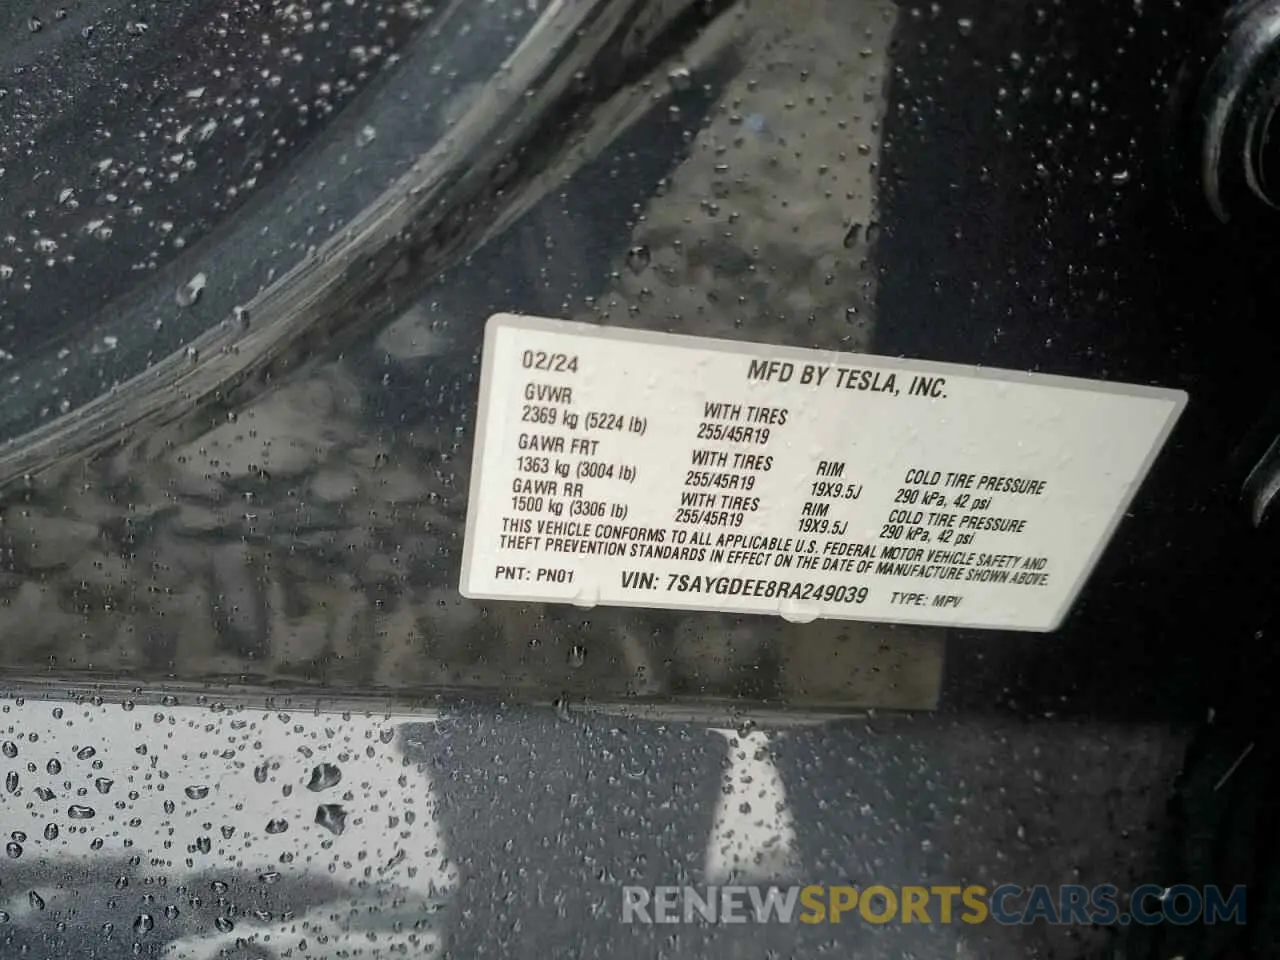 02/24 MFD BY TESLA, INC.
GVWR
2369 kg (5224 lb) WITH TIRES 255/45R19
GAWR FRT
1363 kg (3004 lb) WITH TIRES 255/45R19 RIM 19X9.5J COLD TIRE PRESSURE 290 kPa, 42 psi
GAWR RR
1500 kg (3306 lb) WITH TIRES 255/45R19 RIM 19X9.5J COLD TIRE PRESSURE 290 kPa, 42 psi
THIS VEHICLE CONFORMS TO ALL APPLICABLE U.S. FEDERAL MOTOR VEHICLE SAFETY AND
THEFT PREVENTION STANDARDS IN EFFECT ON THE DATE OF MANUFACTURE SHOWN ABOVE.
PNT: PN01 VIN: 7SAYGDEE8RA249039 TYPE: MPV
RENEWSPORTSCARS.COM